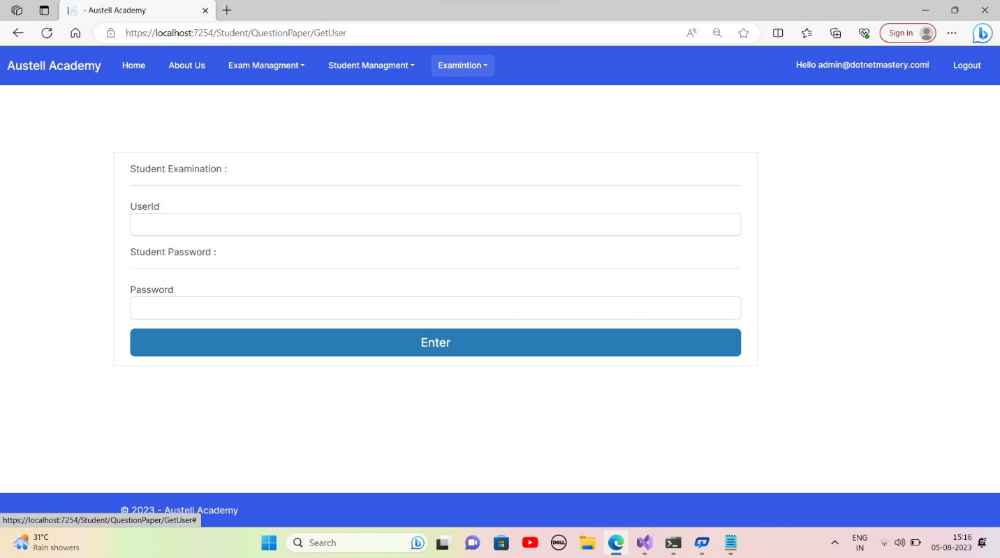 - Austell Academy
https://localhost:7254/Student/QuestionPaper/GetUser
Sign in
Austell Academy Home About Us Exam Managment Student Managment Examintion Hello admin@dotnetmastery.com! Logout
Student Examination :
UserId
Student Password :
Password
Enter
© 2023 - Austell Academy
https://localhost:7254/Student/QuestionPaper/GetUser#
31°C
Rain showers
Search
DELL
ENG
IN
15:16
05-08-2023